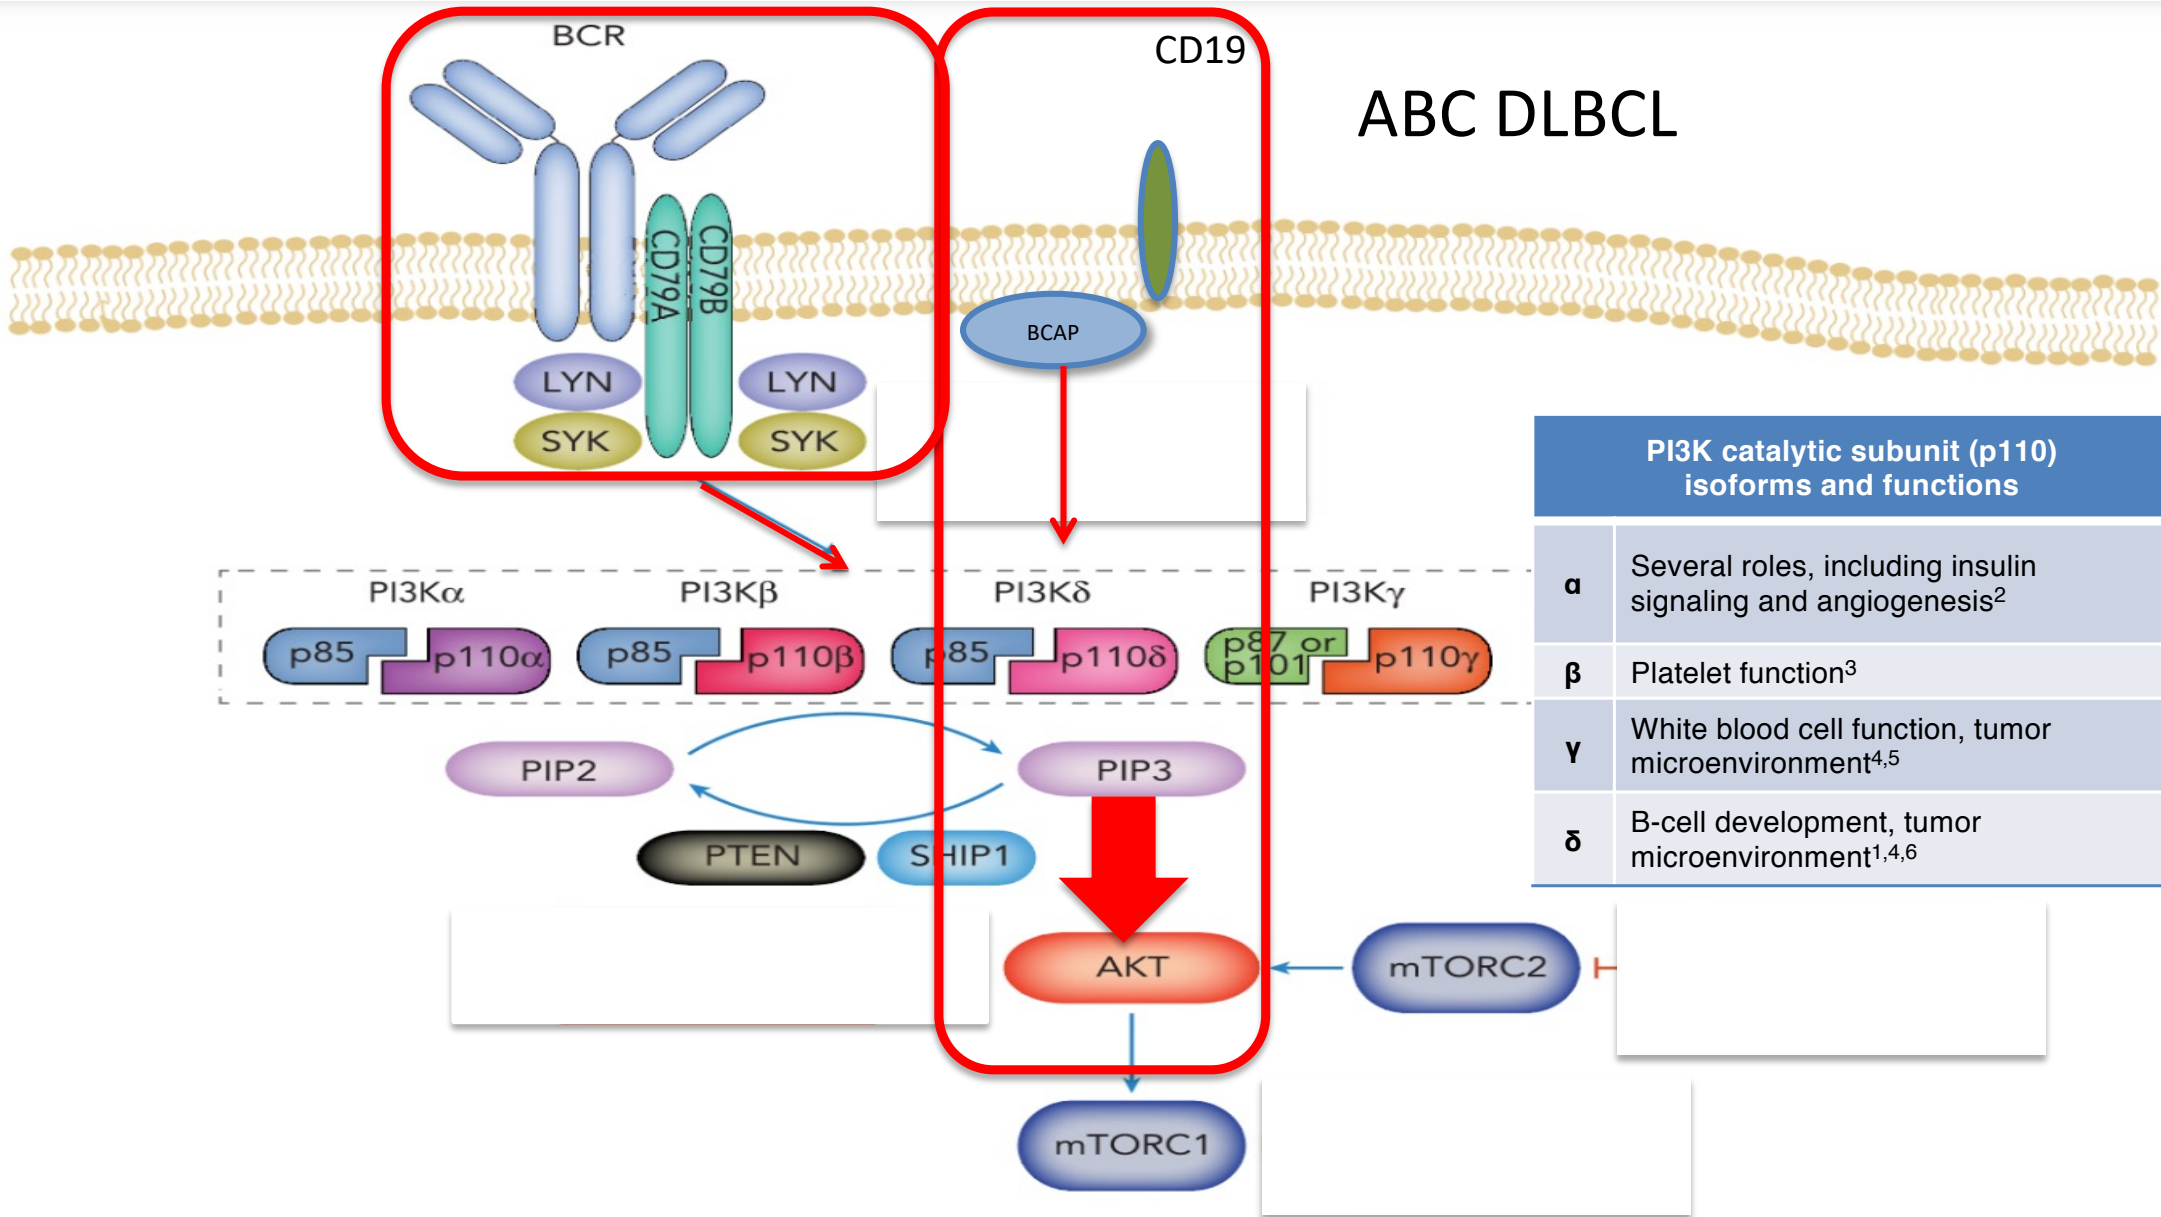 BCR
CD19
ABC DLBCL
CD79A
CD79B
BCAP
LYN
LYN
SYK
SYK
PI3Kα
PI3Kβ
PI3Kδ
PI3Kγ
p85
p110α
p85
p110β
p85
p110δ
p87 or
p101
p110γ
PIP2
PIP3
PTEN
SHIP1
AKT
mTORC2
mTORC1
PI3K catalytic subunit (p110)
isoforms and functions
α
Several roles, including insulin
signaling and angiogenesis²
β
Platelet function³
γ
White blood cell function, tumor
microenvironment⁴,⁵
δ
B-cell development, tumor
microenvironment¹,⁴,⁶